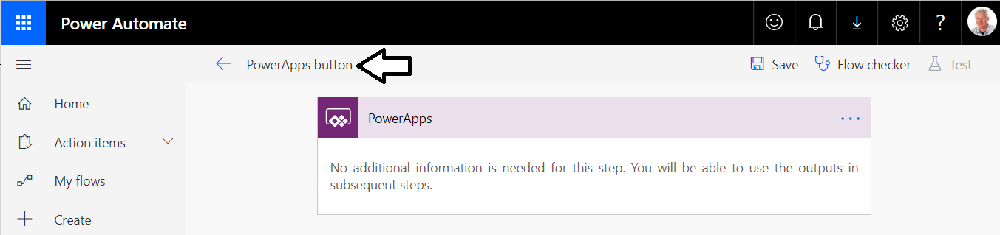 Power Automate
?
PowerApps button
Save
Flow checker
Test
Home
Action items
My flows
Create
PowerApps
...
No additional information is needed for this step. You will be able to use the outputs in
subsequent steps.